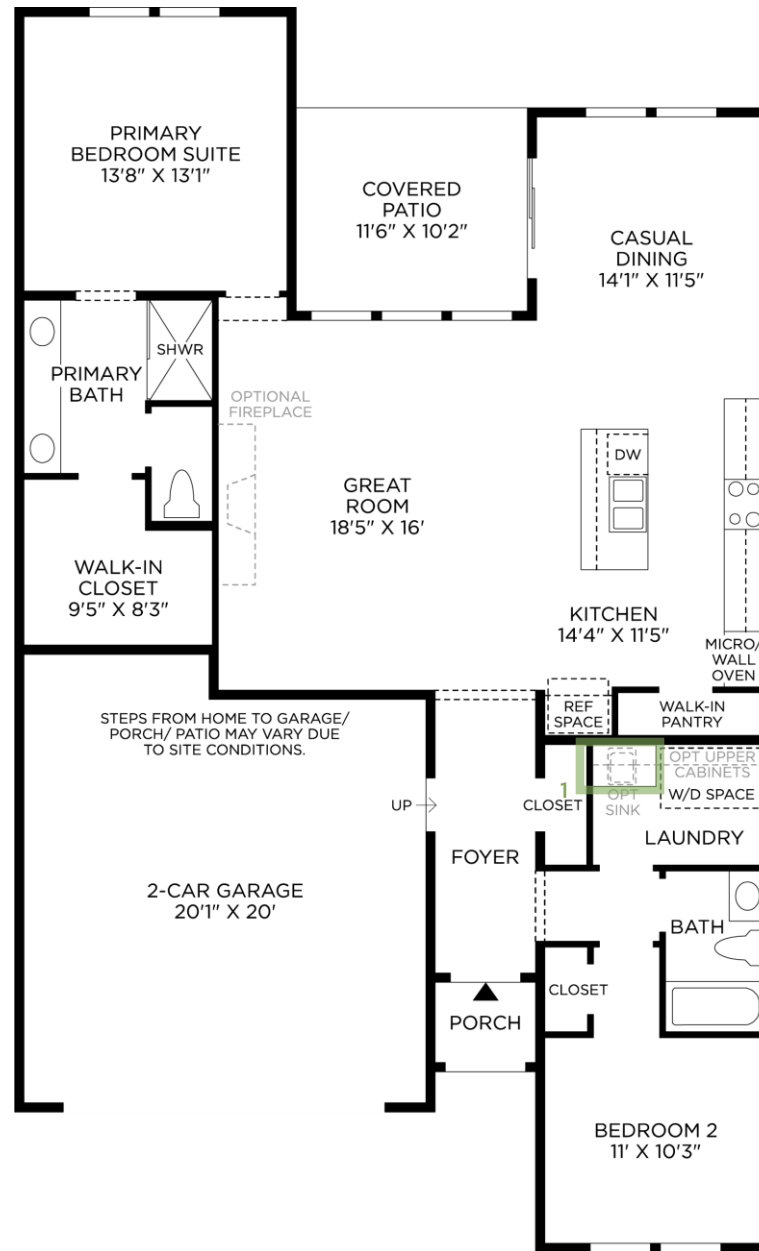 PRIMARY
BEDROOM SUITE
13'8" X 13'1"
COVERED
PATIO
11'6" X 10'2"
CASUAL
DINING
14'1" X 11'5"
SHWR
PRIMARY
BATH
OPTIONAL
FIREPLACE
DW
GREAT
ROOM
18'5" X 16'
WALK-IN
CLOSET
9'5" X 8'3"
KITCHEN
14'4" X 11'5"
MICRO/
WALL
OVEN
REF
SPACE
WALK-IN
PANTRY
STEPS FROM HOME TO GARAGE/
PORCH/ PATIO MAY VARY DUE
TO SITE CONDITIONS.
OPT UPPER
CABINETS
1
OPT
SINK
W/D SPACE
UP
CLOSET
LAUNDRY
FOYER
2-CAR GARAGE
20'1" X 20'
BATH
CLOSET
PORCH
BEDROOM 2
11' X 10'3"